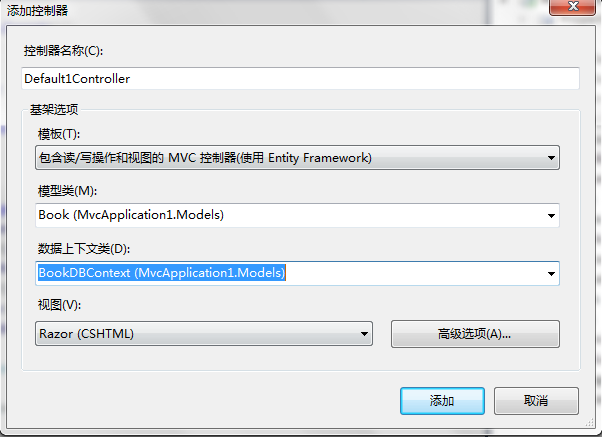 添加控制器
控制器名称(C):
Default1Controller
基架选项
模板(T):
包含读/写操作和视图的 MVC 控制器(使用 Entity Framework)
模型类(M):
Book (MvcApplication1.Models)
数据上下文类(D):
BookDBContext (MvcApplication1.Models)
视图(V):
Razor (CSHTML)
高级选项(A)...
添加
取消